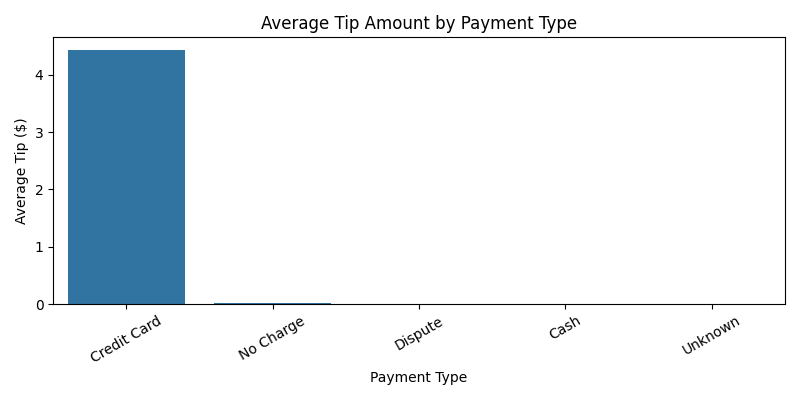 Average Tip Amount by Payment Type
Average Tip ($)
4
3
2
1
0
Credit Card
No Charge
Dispute
Cash
Unknown
Payment Type